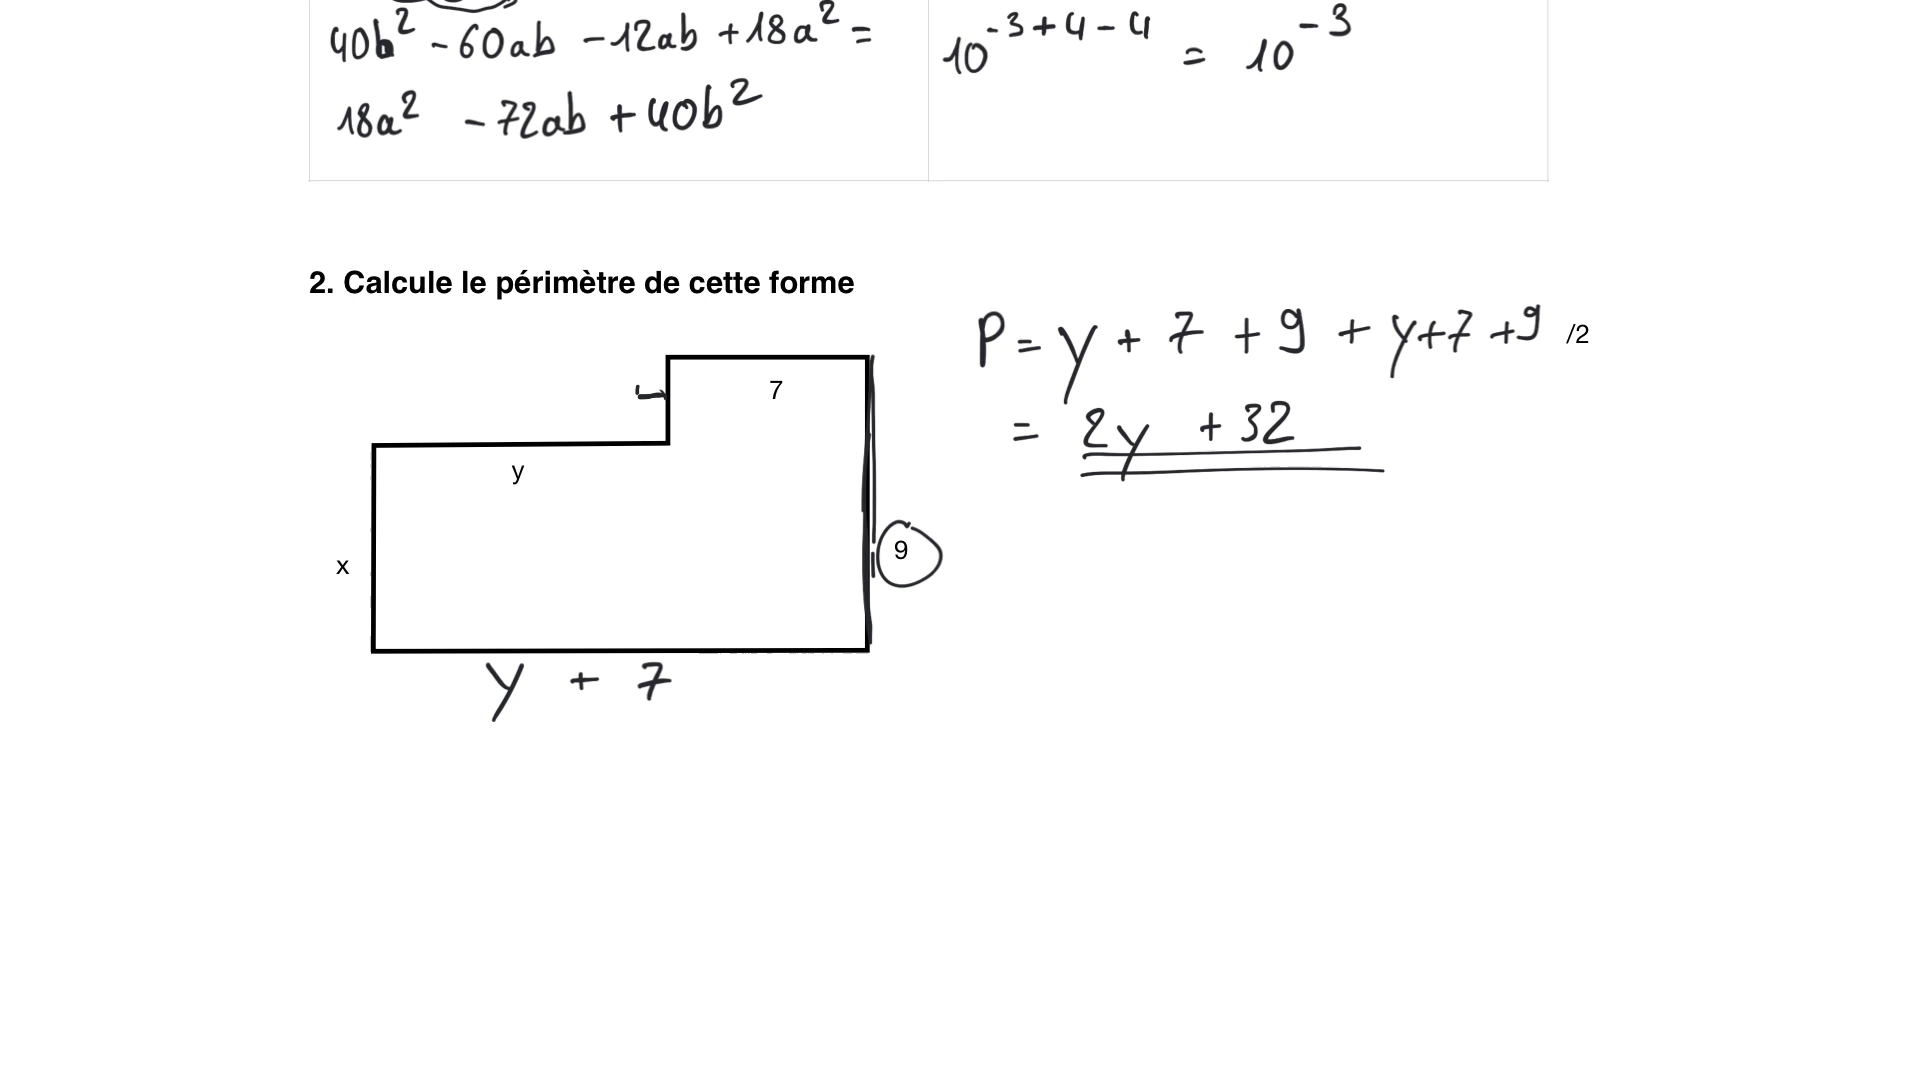 40b² - 60ab - 12ab + 18a² =
18a² - 72ab + 40b²
10⁻³⁺⁴⁻⁴ = 10⁻³
2. Calcule le périmètre de cette forme
P = y + 7 + 9 + y + 7 + 9 /2
= 2y + 32
7
y
9
x
y + 7